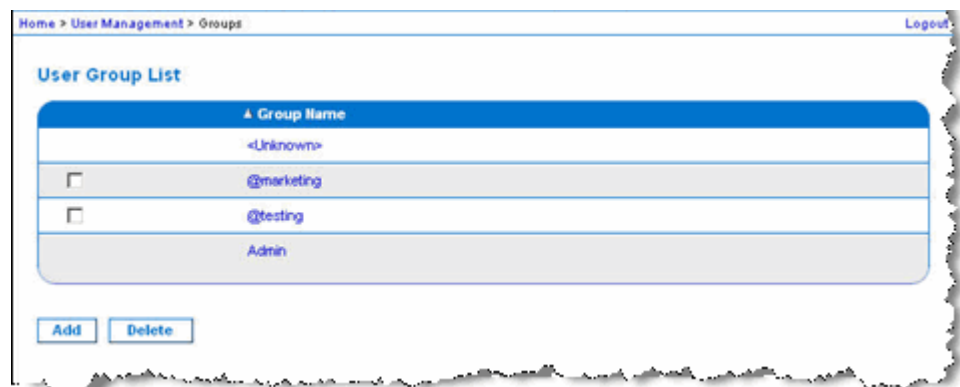 Home > User Management > Groups Logout
User Group List
▲ Group Name
<Unknown>
@marketing
@testing
Admin
Add Delete